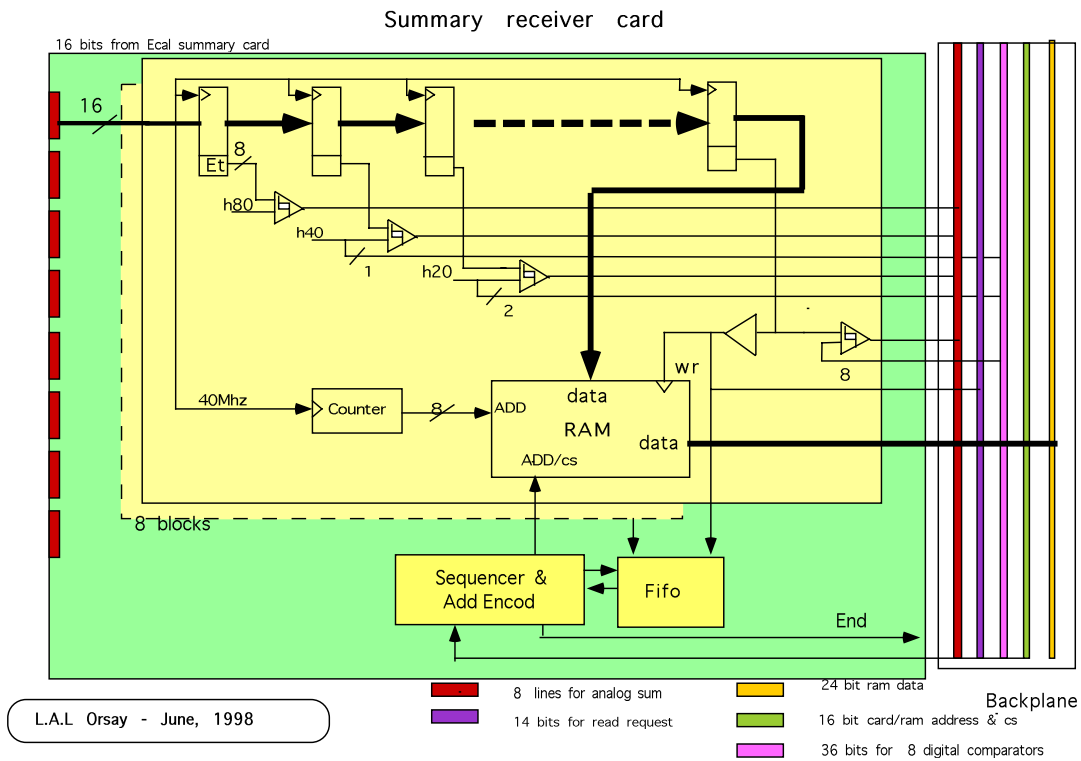 Summary receiver card
16 bits from Ecal summary card
16
8
Et
h80
h40
1
h20
2
wr
8
40Mhz
Counter
8
ADD
data
RAM
data
ADD/cs
8 blocks
Sequencer &
Add Encod
Fifo
End
8 lines for analog sum
24 bit ram data
Backplane
L.A.L Orsay - June, 1998
14 bits for read request
16 bit card/ram address & cs
36 bits for 8 digital comparators